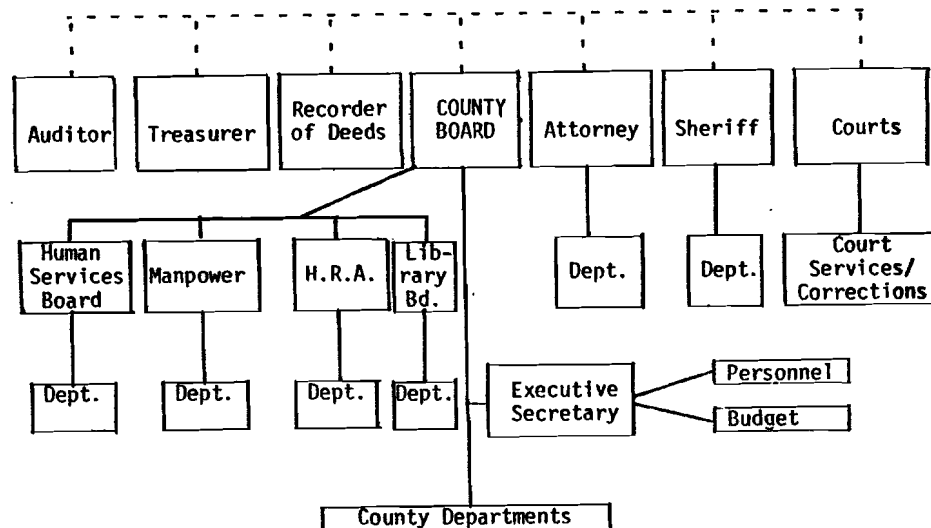 Auditor
Treasurer
Recorder
of Deeds
COUNTY
BOARD
Attorney
Sheriff
Courts
Human
Services
Board
Manpower
H.R.A.
Lib-
rary
Bd.
Dept.
Dept.
Court
Services/
Corrections
Dept.
Dept.
Dept.
Dept.
Executive
Secretary
Personnel
Budget
County Departments